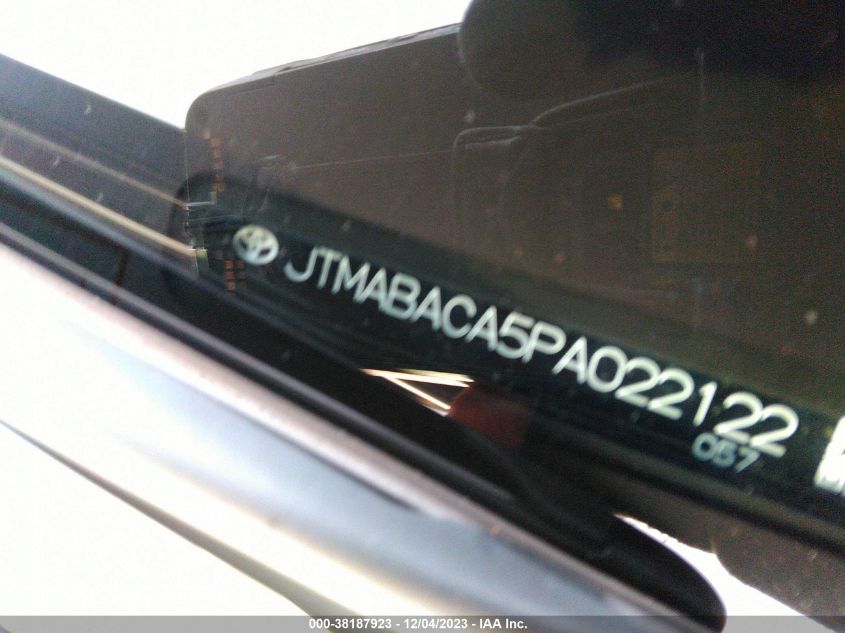 JTMABACA5PA022122
057
000-38187923 - 12/04/2023 - IAA Inc.